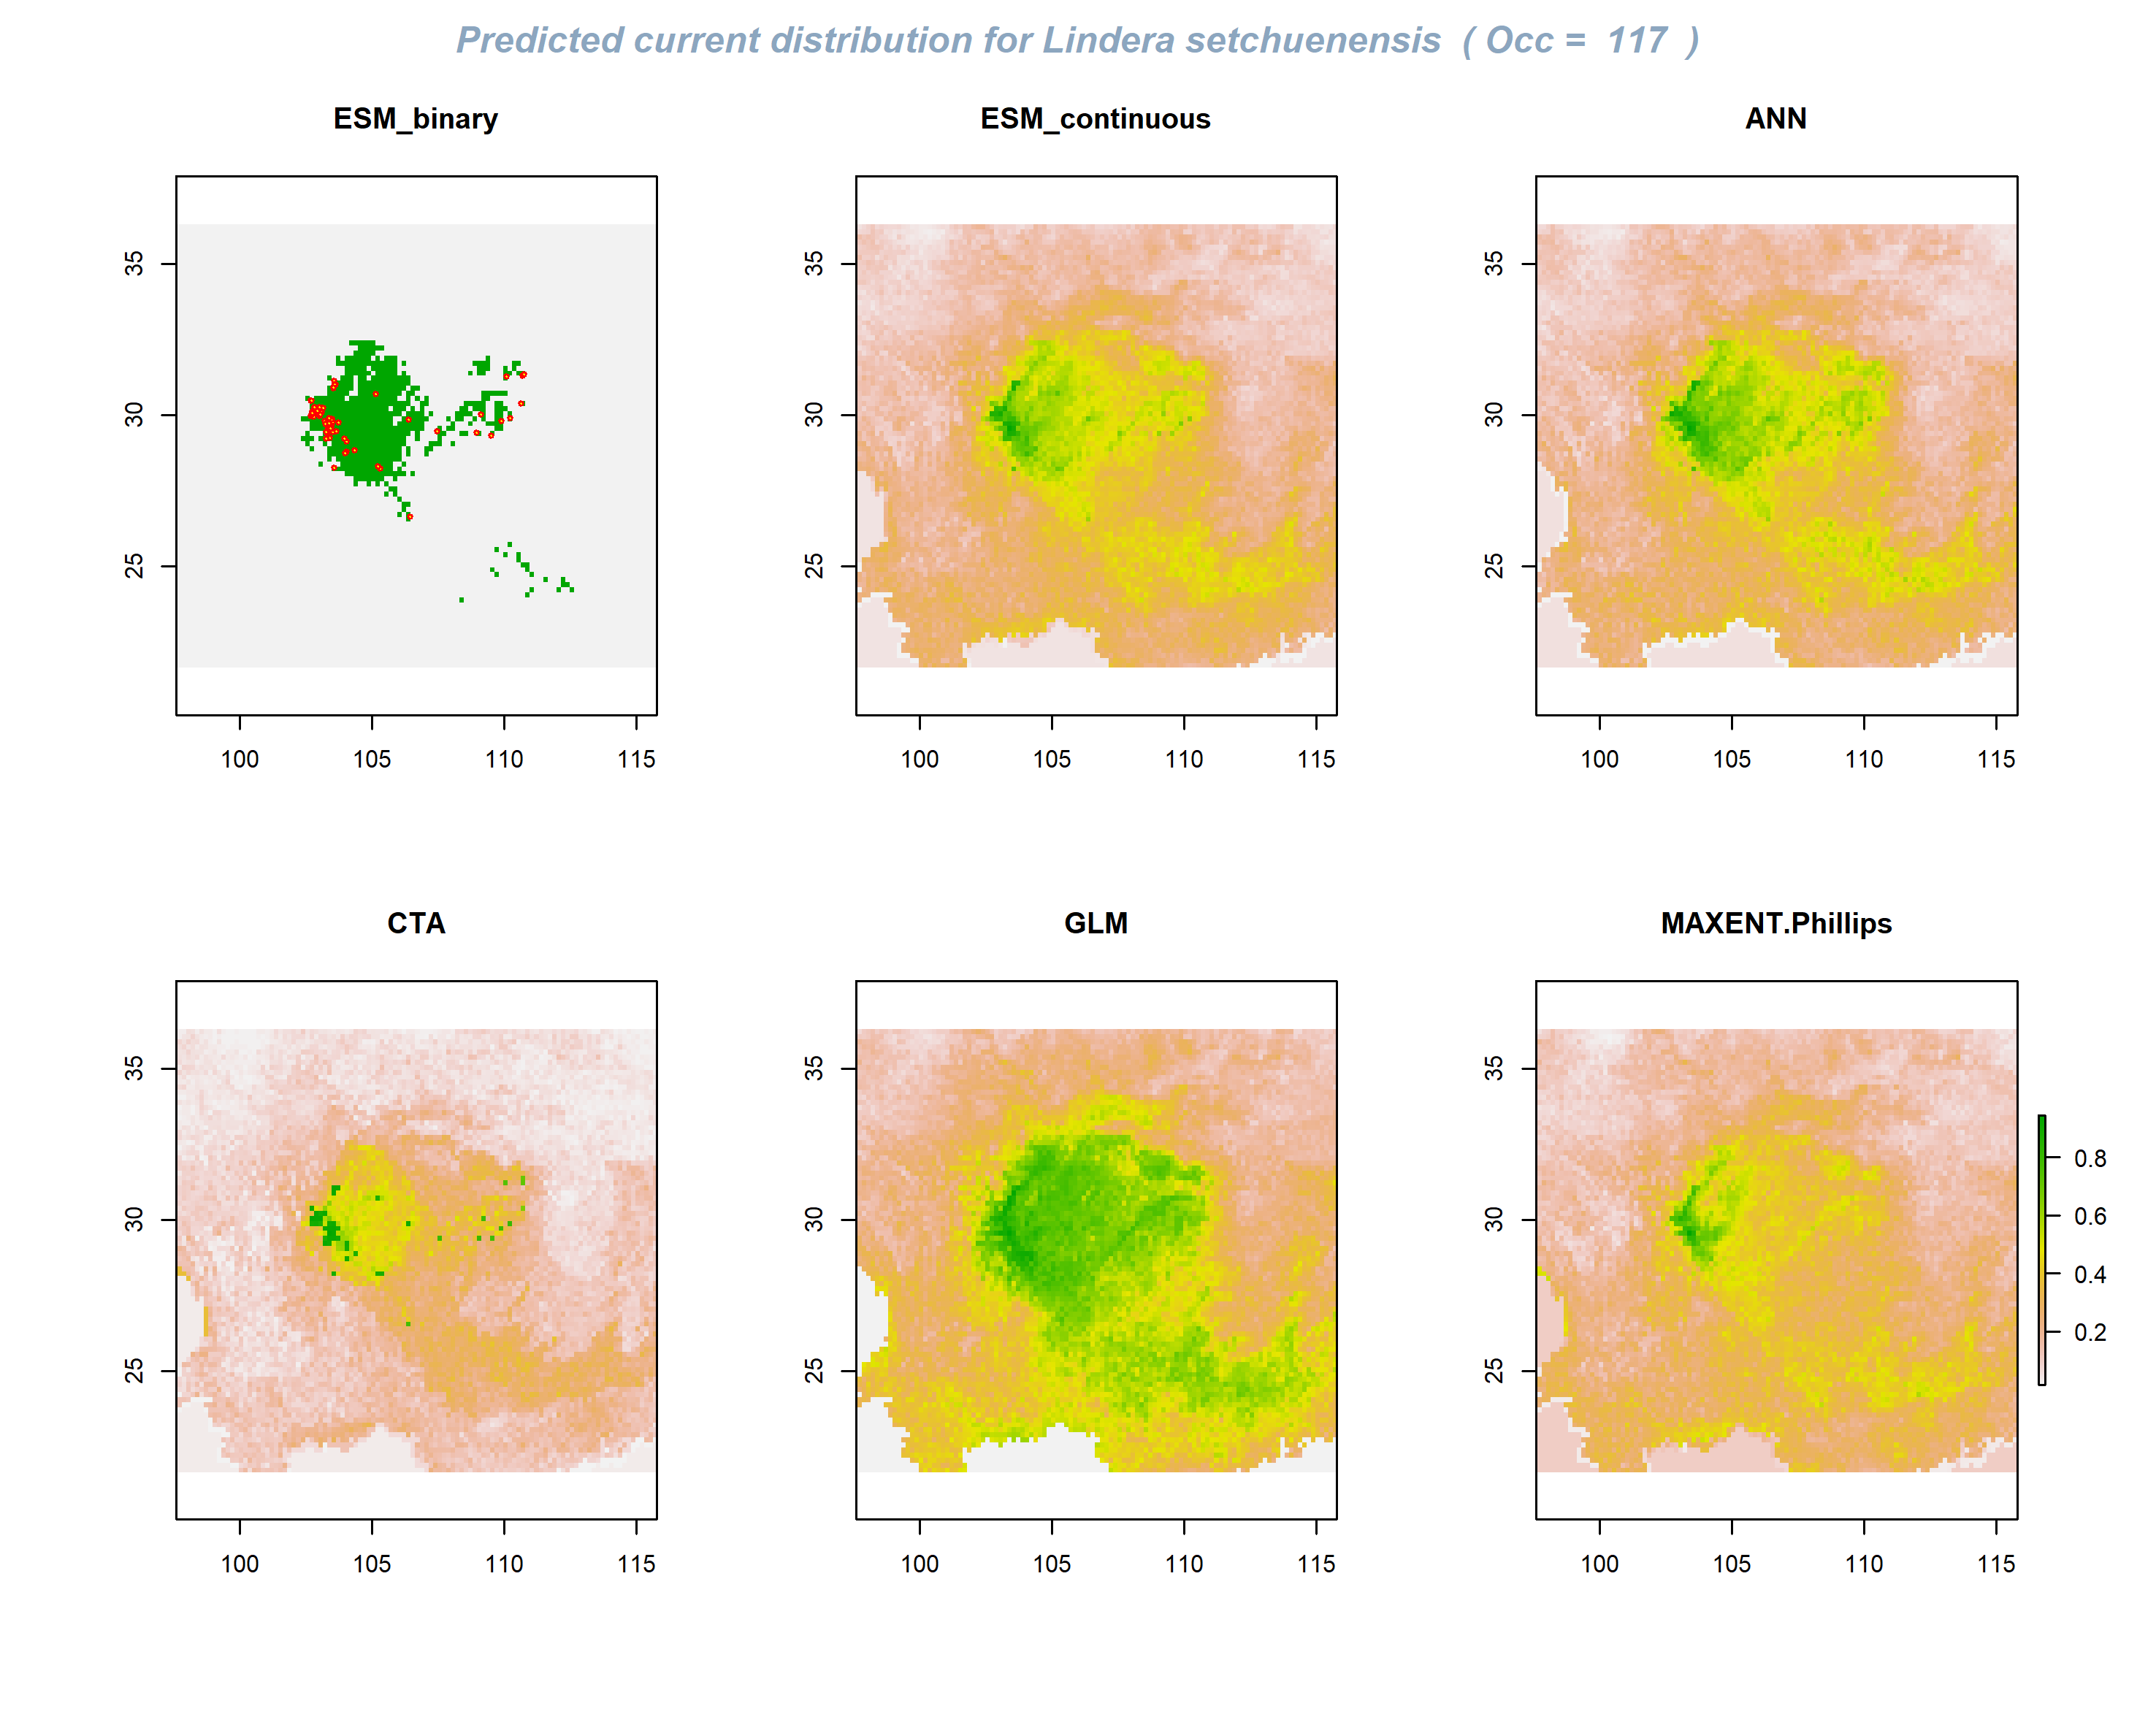 Predicted current distribution for Lindera setchuenensis ( Occ = 117 )
ESM_binary
ESM_continuous
ANN
35
30
25
100 105 110 115
35
30
25
100 105 110 115
35
30
25
100 105 110 115
CTA
GLM
MAXENT.Phillips
35
30
25
100 105 110 115
35
30
25
100 105 110 115
35
30
25
100 105 110 115
0.8
0.6
0.4
0.2